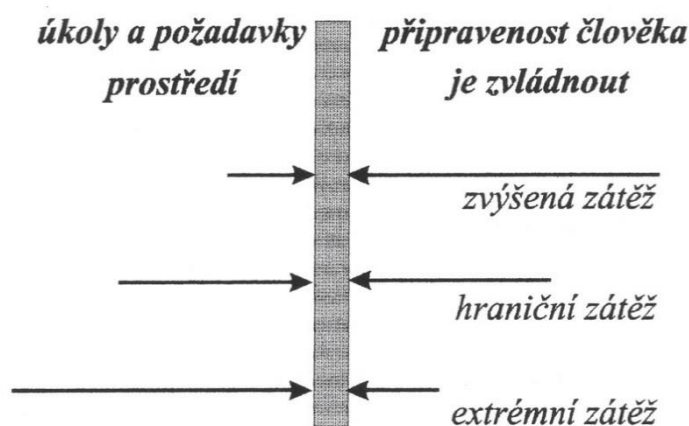 úkoly a požadavky
prostředí
připravenost člověka
je zvládnout
zvýšená zátěž
hraniční zátěž
extrémní zátěž